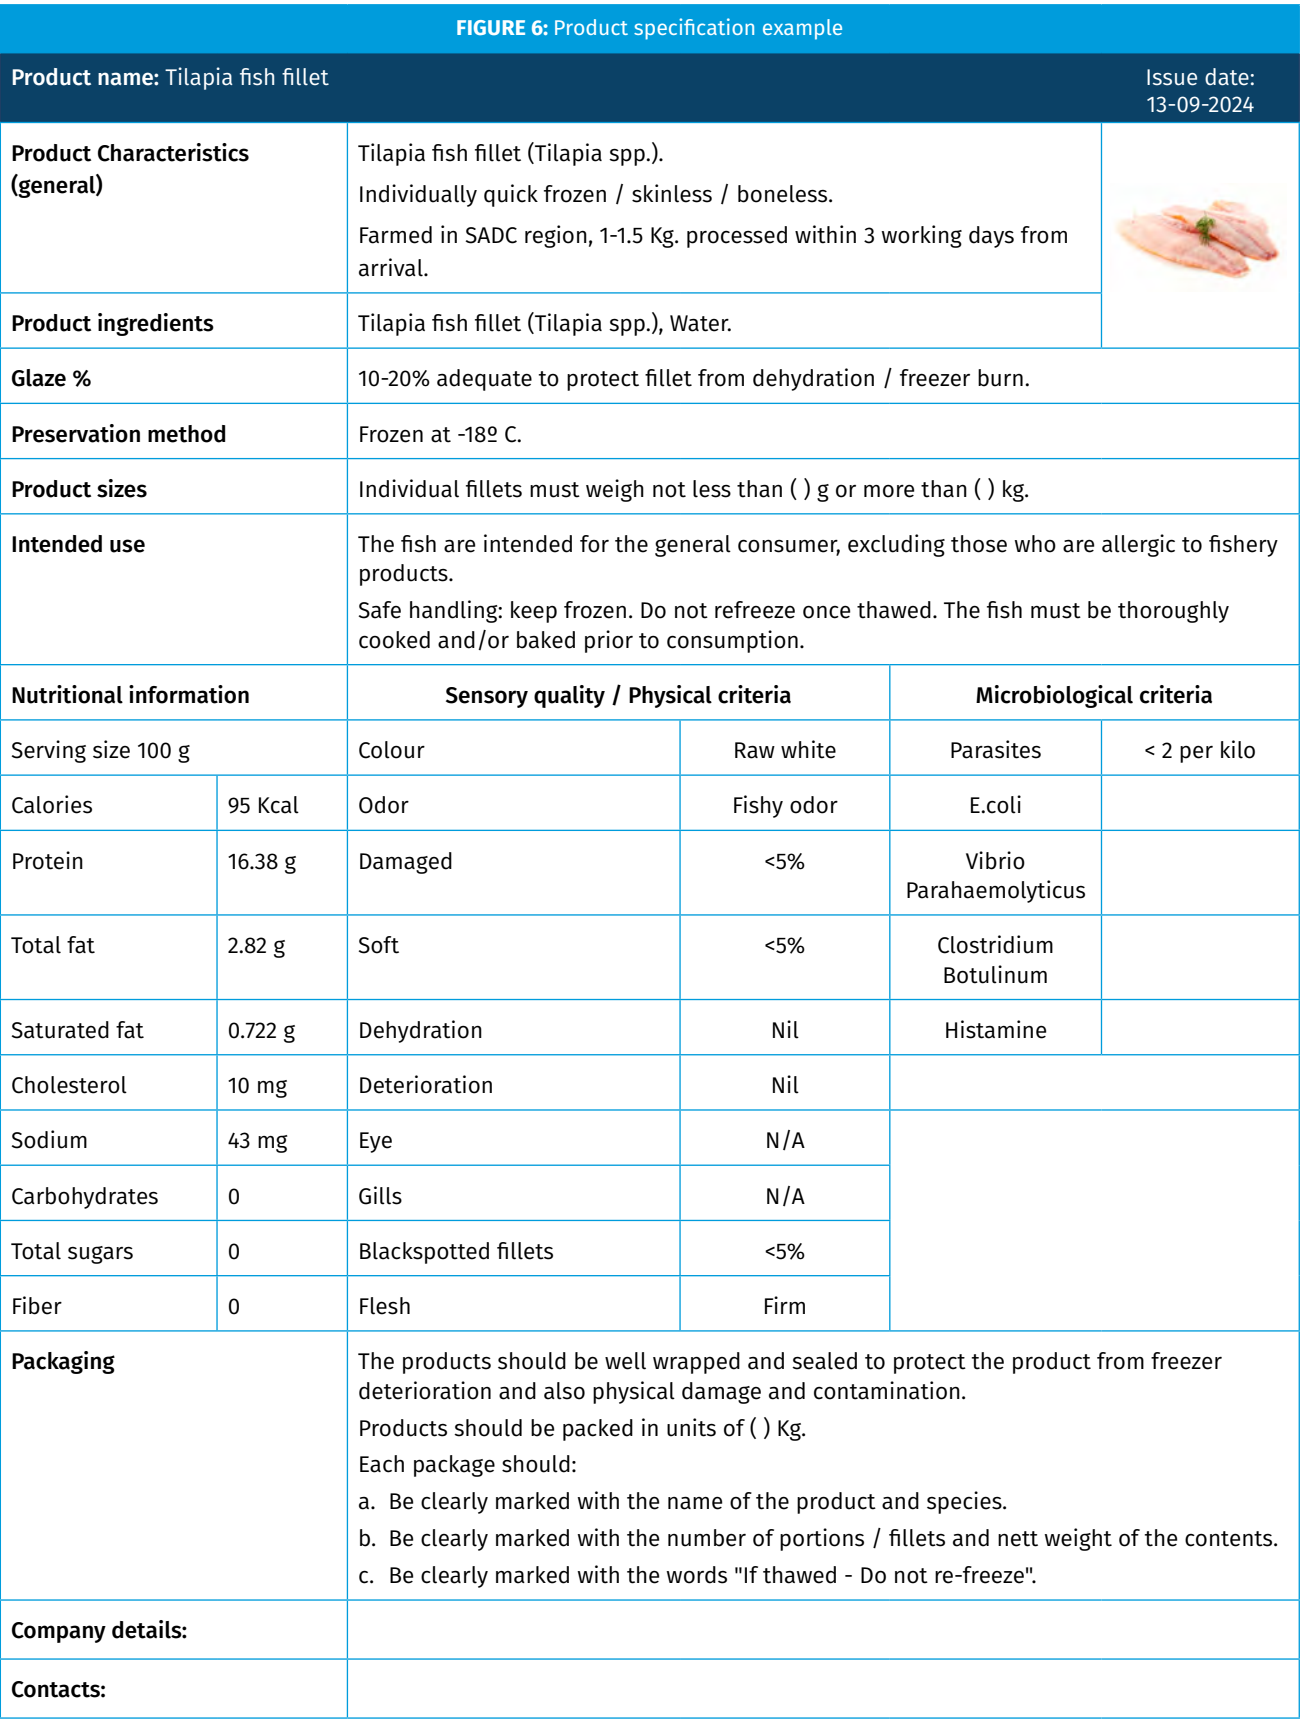 FIGURE 6: Product specification example
Product name: Tilapia fish fillet
Issue date:
13-09-2024
Product Characteristics
(general)
Tilapia fish fillet (Tilapia spp.).
Individually quick frozen / skinless / boneless.
Farmed in SADC region, 1-1.5 Kg. processed within 3 working days from
arrival.
Product ingredients
Tilapia fish fillet (Tilapia spp.), Water.
Glaze %
10-20% adequate to protect fillet from dehydration / freezer burn.
Preservation method
Frozen at -18º C.
Product sizes
Individual fillets must weigh not less than ( ) g or more than ( ) kg.
Intended use
The fish are intended for the general consumer, excluding those who are allergic to fishery
products.
Safe handling: keep frozen. Do not refreeze once thawed. The fish must be thoroughly
cooked and/or baked prior to consumption.
Nutritional information
Sensory quality / Physical criteria
Microbiological criteria
Serving size 100 g
Colour
Raw white
Parasites
< 2 per kilo
Calories
95 Kcal
Odor
Fishy odor
E.coli
Protein
16.38 g
Damaged
<5%
Vibrio
Parahaemolyticus
Total fat
2.82 g
Soft
<5%
Clostridium
Botulinum
Saturated fat
0.722 g
Dehydration
Nil
Histamine
Cholesterol
10 mg
Deterioration
Nil
Sodium
43 mg
Eye
N/A
Carbohydrates
0
Gills
N/A
Total sugars
0
Blackspotted fillets
<5%
Fiber
0
Flesh
Firm
Packaging
The products should be well wrapped and sealed to protect the product from freezer
deterioration and also physical damage and contamination.
Products should be packed in units of ( ) Kg.
Each package should:
a. Be clearly marked with the name of the product and species.
b. Be clearly marked with the number of portions / fillets and nett weight of the contents.
c. Be clearly marked with the words "If thawed - Do not re-freeze".
Company details:
Contacts: